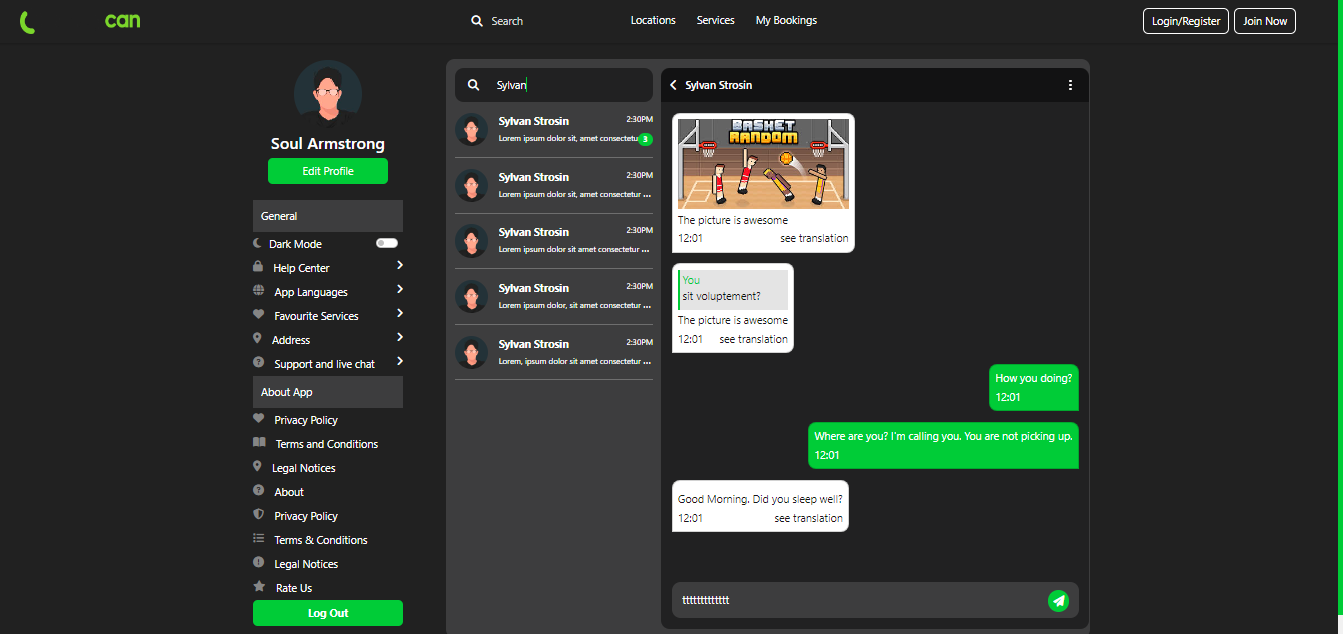 can
Search
Locations
Services
My Bookings
Login/Register
Join Now
Soul Armstrong
Edit Profile
General
Dark Mode
Help Center
App Languages
Favourite Services
Address
Support and live chat
About App
Privacy Policy
Terms and Conditions
Legal Notices
About
Privacy Policy
Terms & Conditions
Legal Notices
Rate Us
Log Out
Sylvan
Sylvan Strosin 2:30PM
Lorem ipsum dolor sit, amet consectetu 3
Sylvan Strosin 2:30PM
Lorem ipsum dolor sit, amet consectetur ...
Sylvan Strosin 2:30PM
Lorem ipsum dolor sit amet consectetur ...
Sylvan Strosin 2:30PM
Lorem ipsum dolor, sit amet consectetur ...
Sylvan Strosin 2:30PM
Lorem, ipsum dolor sit amet consectetur ...
Sylvan Strosin
BASKET
RANDOM
The picture is awesome
12:01 see translation
You
sit voluptement?
The picture is awesome
12:01 see translation
How you doing?
12:01
Where are you? I'm calling you. You are not picking up.
12:01
Good Morning. Did you sleep well?
12:01 see translation
ttttttttttttt